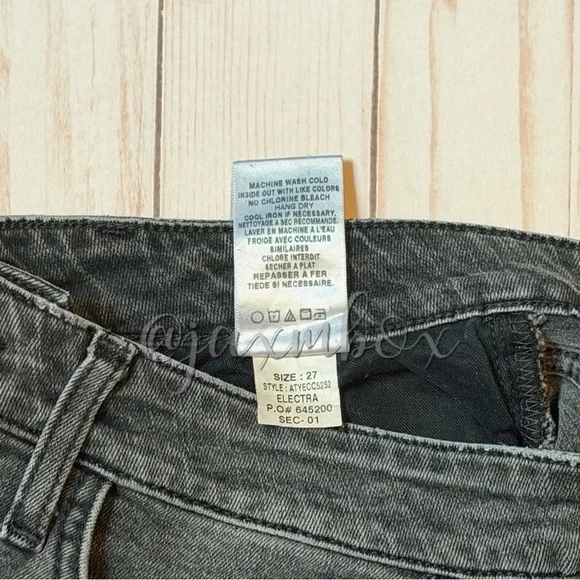 MACHINE WASH COLD
INSIDE OUT WITH LIKE COLORS
NO CHLORINE BLEACH
HANG DRY
COOL IRON IF NECESSARY.
NETTOYAGE A SEC RECOMMANDE.
LAVER EN MACHINE A L'EAU
FROIDE AVEC COULEURS
SIMILAIRES
CHLORE INTERDIT
SECHER A PLAT
REPASSER A FER
TIEDE SI NECESSAIRE.
@jaxmb8x
SIZE : 27
STYLE : ATYECC5252
ELECTRA
P.O# 645200
SEC- 01